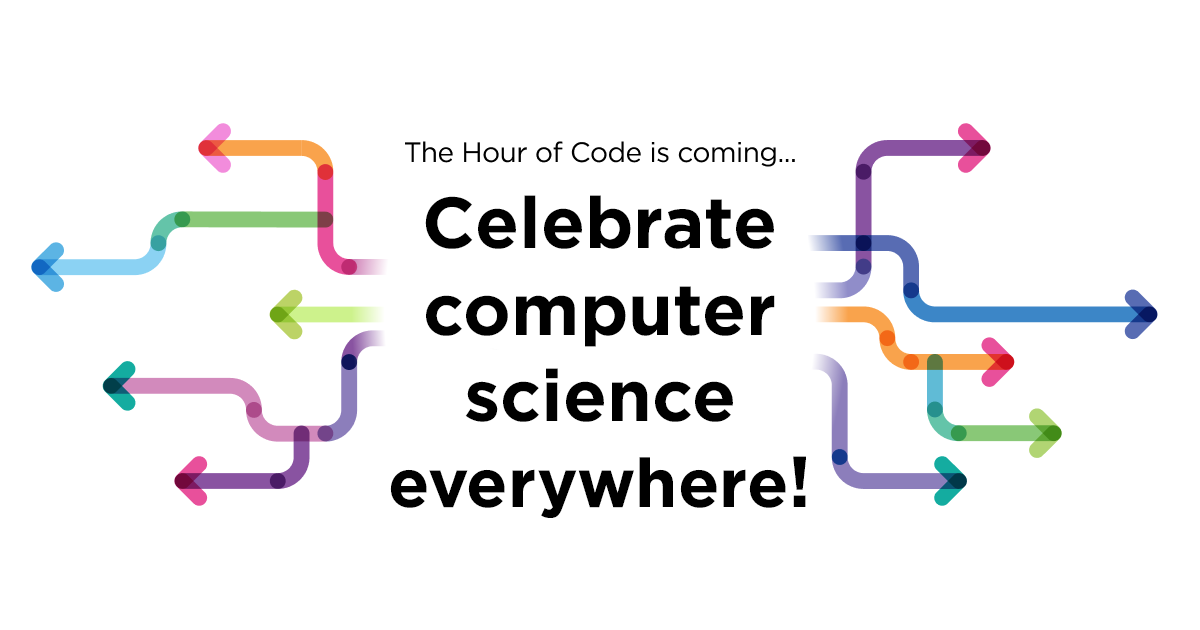 The Hour of Code is coming...
Celebrate
computer
science
everywhere!